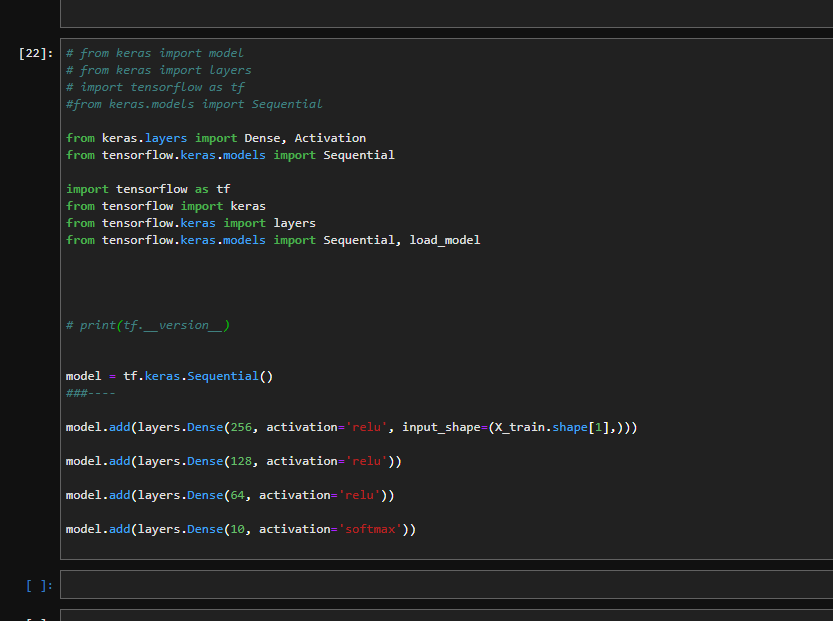 [22]:
# from keras import model
# from keras import layers
# import tensorflow as tf
#from keras.models import Sequential
from keras.layers import Dense, Activation
from tensorflow.keras.models import Sequential
import tensorflow as tf
from tensorflow import keras
from tensorflow.keras import layers
from tensorflow.keras.models import Sequential, load_model
# print(tf.__version__)
model = tf.keras.Sequential()
###----
model.add(layers.Dense(256, activation='relu', input_shape=(X_train.shape[1],)))
model.add(layers.Dense(128, activation='relu'))
model.add(layers.Dense(64, activation='relu'))
model.add(layers.Dense(10, activation='softmax'))
[ ]: